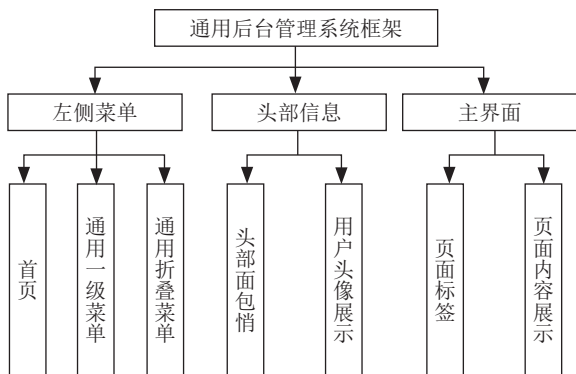 通用后台管理系统框架
左侧菜单
头部信息
主界面
首页
通用一级菜单
通用折叠菜单
头部面包悄
用户头像展示
页面标签
页面内容展示